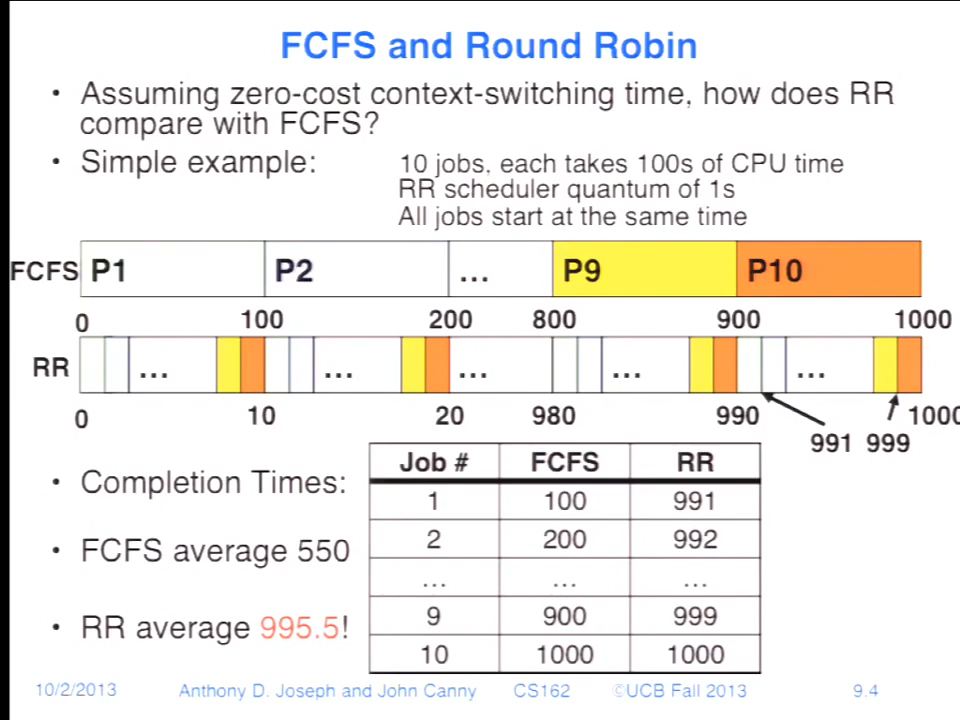 FCFS and Round Robin
• Assuming zero-cost context-switching time, how does RR
compare with FCFS?
• Simple example: 10 jobs, each takes 100s of CPU time
RR scheduler quantum of 1s
All jobs start at the same time
FCFS P1 P2 ... P9 P10
0 100 200 800 900 1000
RR ... ... ... ... ...
0 10 20 980 990 1000
991 999
• Completion Times:
• FCFS average 550
• RR average 995.5!
Job # FCFS RR
1 100 991
2 200 992
... ... ...
9 900 999
10 1000 1000
10/2/2013 Anthony D. Joseph and John Canny CS162 ©UCB Fall 2013 9.4